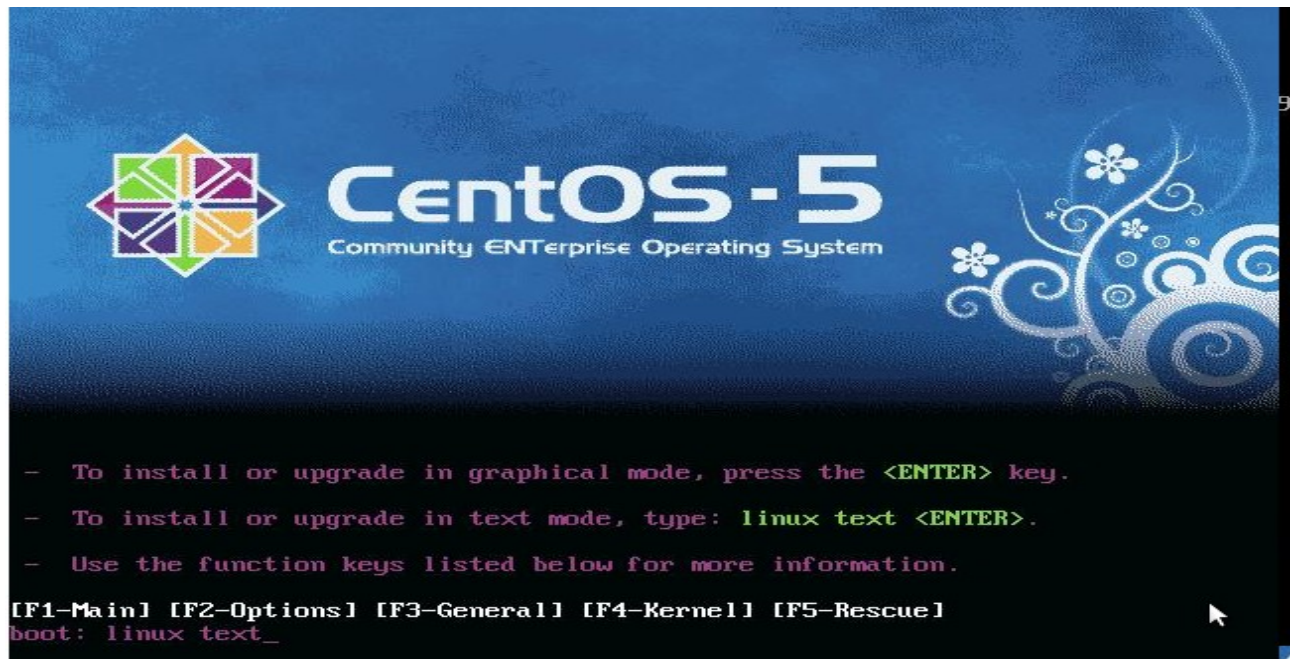 CentOS-5
Community ENTerprise Operating System
9
- To install or upgrade in graphical mode, press the <ENTER> key.
- To install or upgrade in text mode, type: linux text <ENTER>.
- Use the function keys listed below for more information.
[F1-Main] [F2-Options] [F3-General] [F4-Kernel] [F5-Rescue]
boot: linux text_